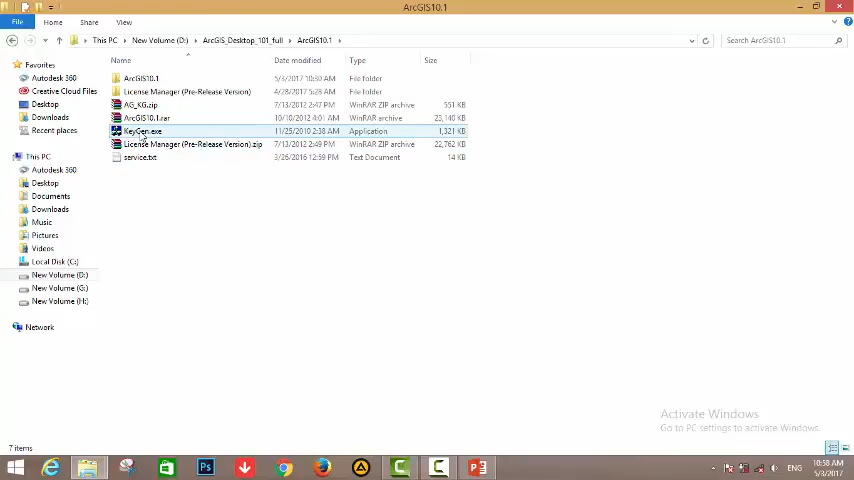 ArcGIS10.1
File Home Share View
This PC New Volume (D:) ArcGIS_Desktop_101_full ArcGIS10.1 Search ArcGIS10.1
Name Date modified Type Size
Favorites
Autodesk 360
Creative Cloud Files
Desktop
Downloads
Recent places
This PC
Autodesk 360
Desktop
Documents
Downloads
Music
Pictures
Videos
Local Disk (C:)
New Volume (D:)
New Volume (G:)
New Volume (H:)
Network
ArcGIS10.1 5/3/2017 10:30 AM File folder
License Manager (Pre-Release Version) 4/28/2017 5:28 AM File folder
AG_KG.zip 7/13/2012 2:47 PM WinRAR ZIP archive 551 KB
ArcGIS10.1.rar 10/10/2012 4:01 AM WinRAR archive 23,140 KB
KeyGen.exe 11/25/2010 2:38 AM Application 1,321 KB
License Manager (Pre-Release Version).zip 7/13/2012 2:49 PM WinRAR ZIP archive 22,762 KB
service.txt 3/26/2016 12:59 PM Text Document 14 KB
Activate Windows
Go to PC settings to activate Windows.
7 items
ENG
10:58 AM
5/3/2017